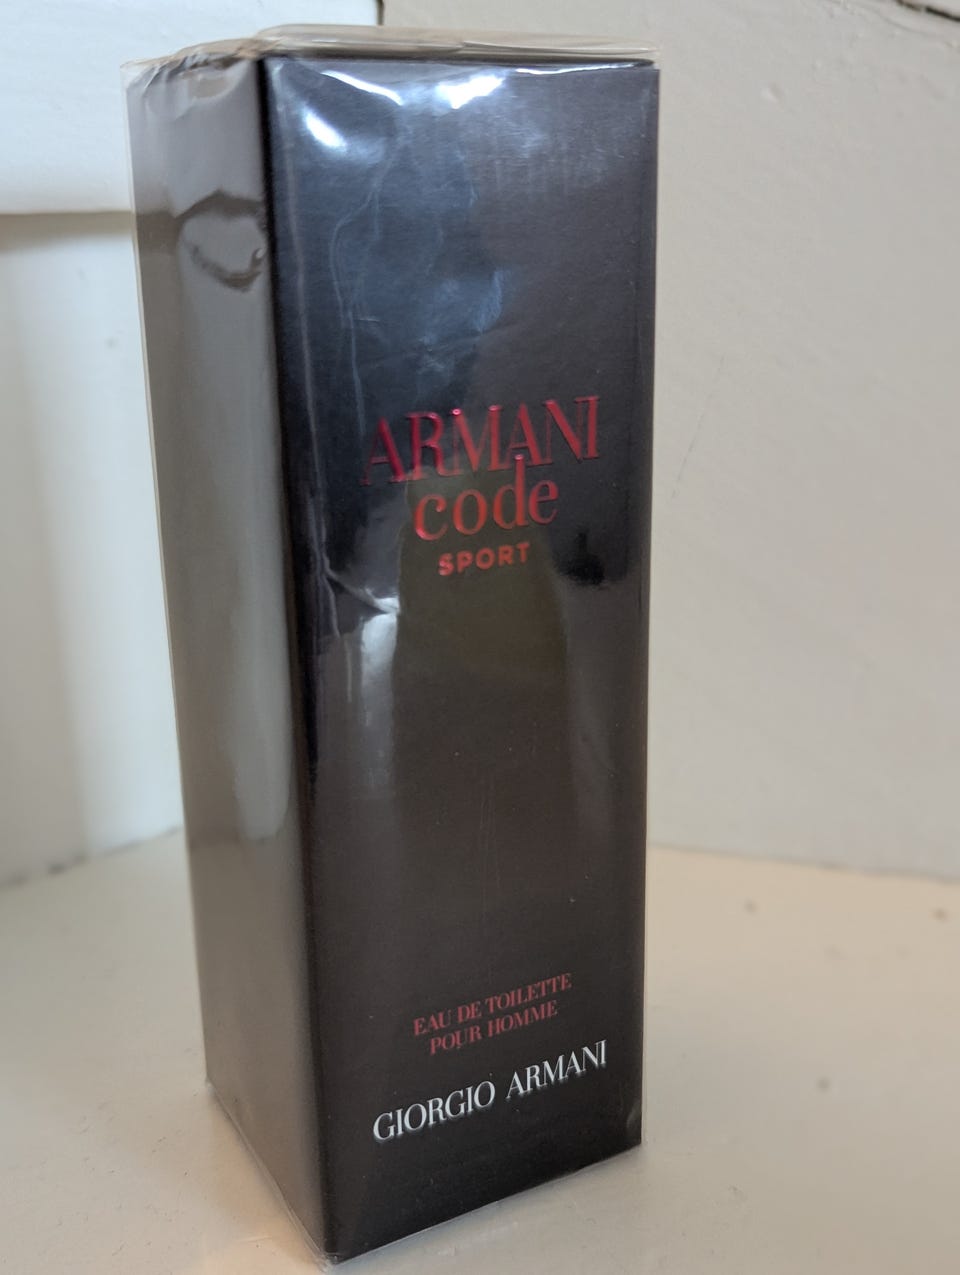 ARMANI
code
SPORT
EAU DE TOILETTE
POUR HOMME
GIORGIO ARMANI